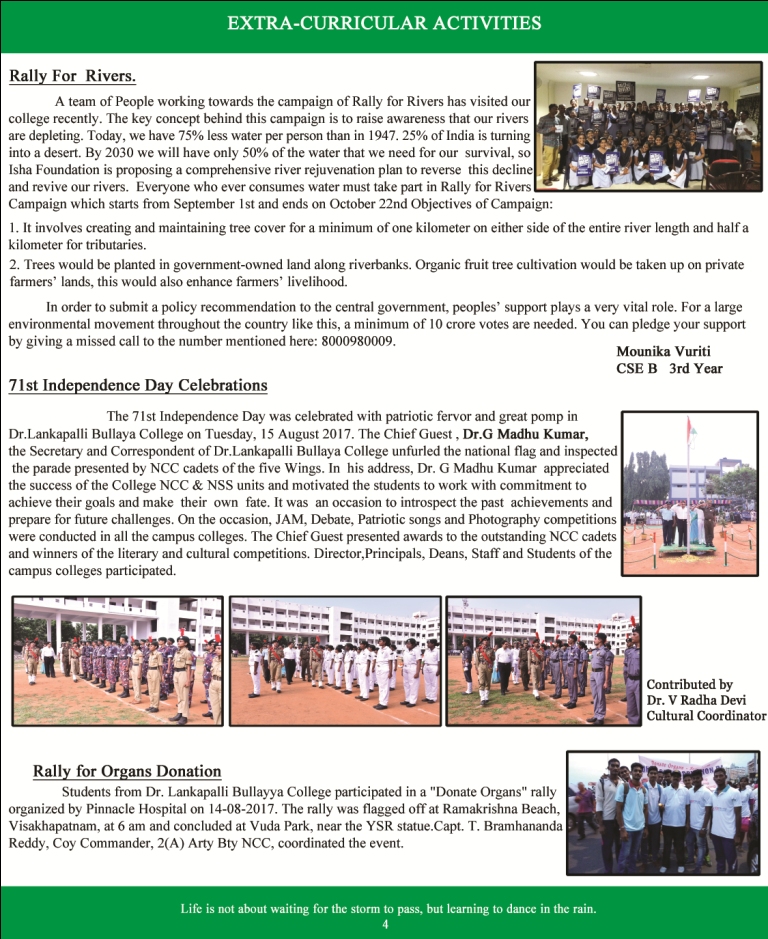 EXTRA-CURRICULAR ACTIVITIES
Rally For Rivers.
A team of People working towards the campaign of Rally for Rivers has visited our
college recently. The key concept behind this campaign is to raise awareness that our rivers
are depleting. Today, we have 75% less water per person than in 1947. 25% of India is turning
into a desert. By 2030 we will have only 50% of the water that we need for our survival, so
Isha Foundation is proposing a comprehensive river rejuvenation plan to reverse this decline
and revive our rivers. Everyone who ever consumes water must take part in Rally for Rivers
Campaign which starts from September 1st and ends on October 22nd Objectives of Campaign:
1. It involves creating and maintaining tree cover for a minimum of one kilometer on either side of the entire river length and half a
kilometer for tributaries.
2. Trees would be planted in government-owned land along riverbanks. Organic fruit tree cultivation would be taken up on private
farmers' lands, this would also enhance farmers' livelihood.
In order to submit a policy recommendation to the central government, peoples' support plays a very vital role. For a large
environmental movement throughout the country like this, a minimum of 10 crore votes are needed. You can pledge your support
by giving a missed call to the number mentioned here: 8000980009.
Mounika Vuriti
CSE B 3rd Year
71st Independence Day Celebrations
The 71st Independence Day was celebrated with patriotic fervor and great pomp in
Dr.Lankapalli Bullaya College on Tuesday, 15 August 2017. The Chief Guest , Dr.G Madhu Kumar,
the Secretary and Correspondent of Dr.Lankapalli Bullaya College unfurled the national flag and inspected
the parade presented by NCC cadets of the five Wings. In his address, Dr. G Madhu Kumar appreciated
the success of the College NCC & NSS units and motivated the students to work with commitment to
achieve their goals and make their own fate. It was an occasion to introspect the past achievements and
prepare for future challenges. On the occasion, JAM, Debate, Patriotic songs and Photography competitions
were conducted in all the campus colleges. The Chief Guest presented awards to the outstanding NCC cadets
and winners of the literary and cultural competitions. Director,Principals, Deans, Staff and Students of the
campus colleges participated.
Contributed by
Dr. V Radha Devi
Cultural Coordinator
Rally for Organs Donation
Students from Dr. Lankapalli Bullayya College participated in a "Donate Organs" rally
organized by Pinnacle Hospital on 14-08-2017. The rally was flagged off at Ramakrishna Beach,
Visakhapatnam, at 6 am and concluded at Vuda Park, near the YSR statue.Capt. T. Bramhananda
Reddy, Coy Commander, 2(A) Arty Bty NCC, coordinated the event.
Life is not about waiting for the storm to pass, but learning to dance in the rain.
4